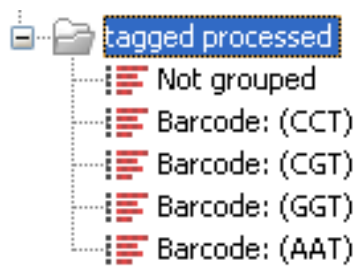 tagged processed
Not grouped
Barcode: (CCT)
Barcode: (CGT)
Barcode: (GGT)
Barcode: (AAT)